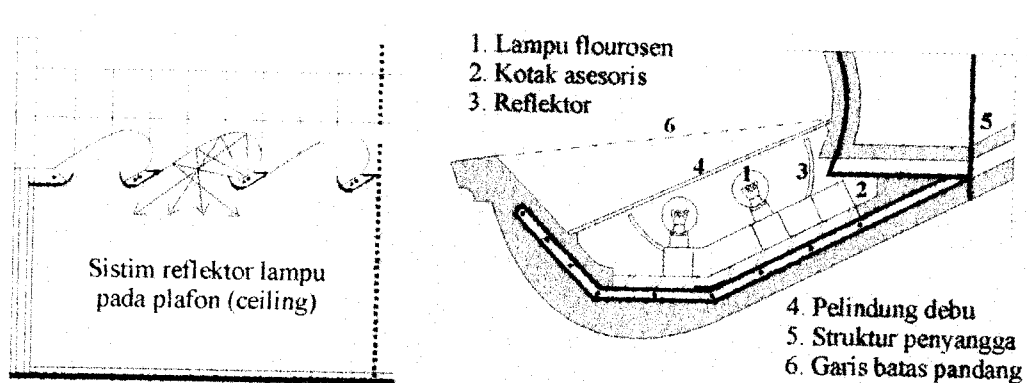 Sistim reflektor lampu
pada plafon (ceiling)
1. Lampu flourosen
2. Kotak asesoris
3. Reflektor
6
5
4
1
3
2
4. Pelindung debu
5. Struktur penyangga
6. Garis batas pandang